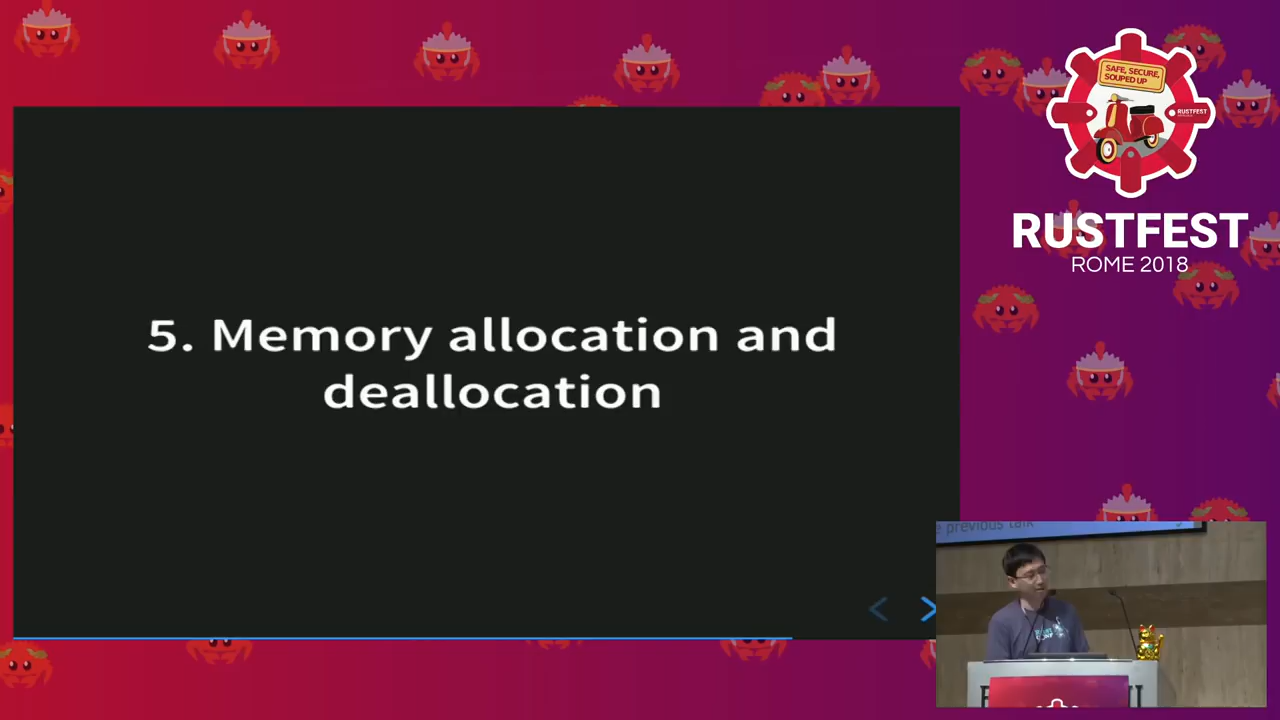 SAFE, SECURE,
SOUPED UP
RUSTFEST
RUSTFEST
ROME 2018
5. Memory allocation and
deallocation
previous talk